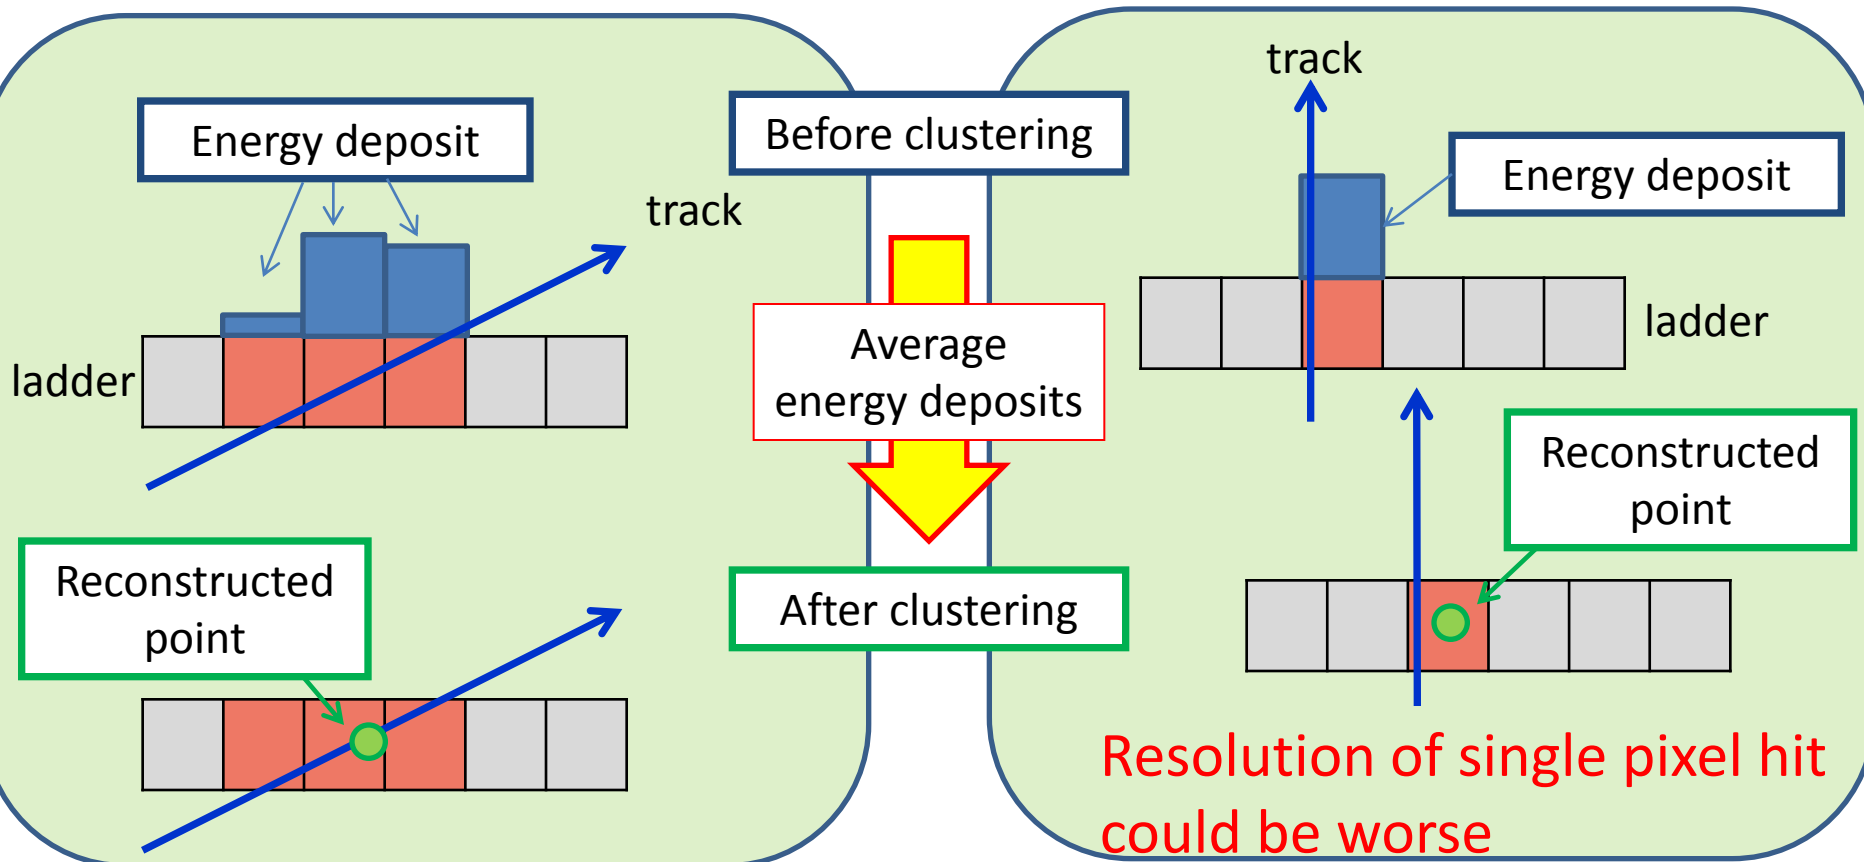 Energy deposit
track
ladder
Reconstructed
point
Before clustering
Average
energy deposits
After clustering
track
Energy deposit
ladder
Reconstructed
point
Resolution of single pixel hit
could be worse